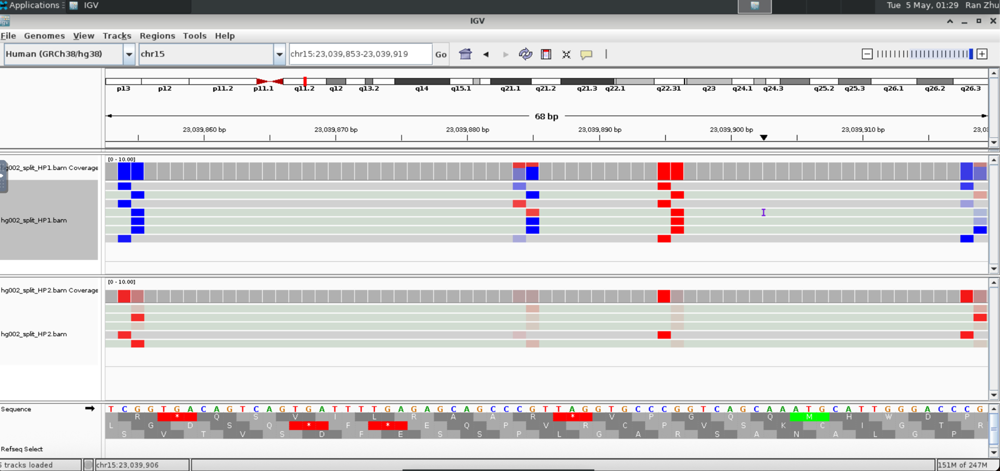 Applications
IGV
Tue 5 May, 01:29 Ran Zhu
IGV
File Genomes View Tracks Regions Tools Help
Human (GRCh38/hg38)
chr15
chr15:23,039,853-23,039,919
Go
p13 p12 p11.2 p11.1 q11.2 q12 q13.2 q14 q15.1 q21.1 q21.2 q21.3 q22.1 q22.31 q23 q24.1 q24.3 q25.2 q25.3 q26.1 q26.2 q26.3
68 bp
23,039,860 bp 23,039,870 bp 23,039,880 bp 23,039,890 bp 23,039,900 bp 23,039,910 bp 23,03
[0 - 10.00]
hg002_split_HP1.bam Coverage
I
hg002_split_HP1.bam
[0 - 10.00]
hg002_split_HP2.bam Coverage
hg002_split_HP2.bam
Sequence
T C G G T G A C A G T C A G T G A T T T T G A G A G C A G C C C G T T A G G T G C C C G G T C A G C A A A T G C A T T G G G A C C C G
R * Q S V I L R A A R * V P G Q Q M H W D P
L G D S Q * F * E Q P V R C P V S K C I G T R
S V T V S D F E S S P L G A R S A N A L G P
Refseq Select
5 tracks loaded
chr15:23,039,906
151M of 247M